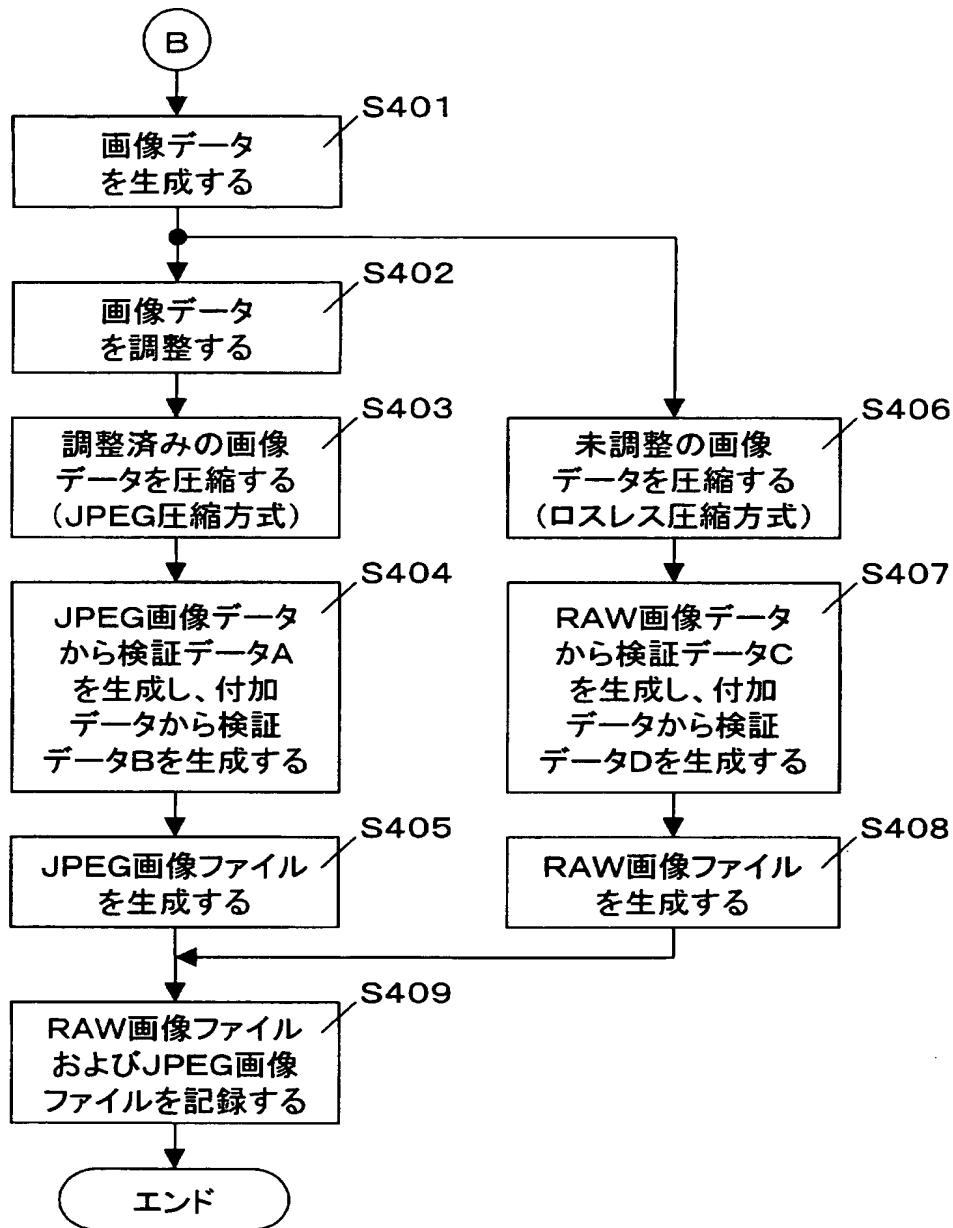 B
S401
画像データ
を生成する
S402
画像データ
を調整する
S403
調整済みの画像
データを圧縮する
(JPEG圧縮方式)
S404
JPEG画像データ
から検証データA
を生成し、付加
データから検証
データBを生成する
S405
JPEG画像ファイル
を生成する
S406
未調整の画像
データを圧縮する
(ロスレス圧縮方式)
S407
RAW画像データ
から検証データC
を生成し、付加
データから検証
データDを生成する
S408
RAW画像ファイル
を生成する
S409
RAW画像ファイル
およびJPEG画像
ファイルを記録する
エンド